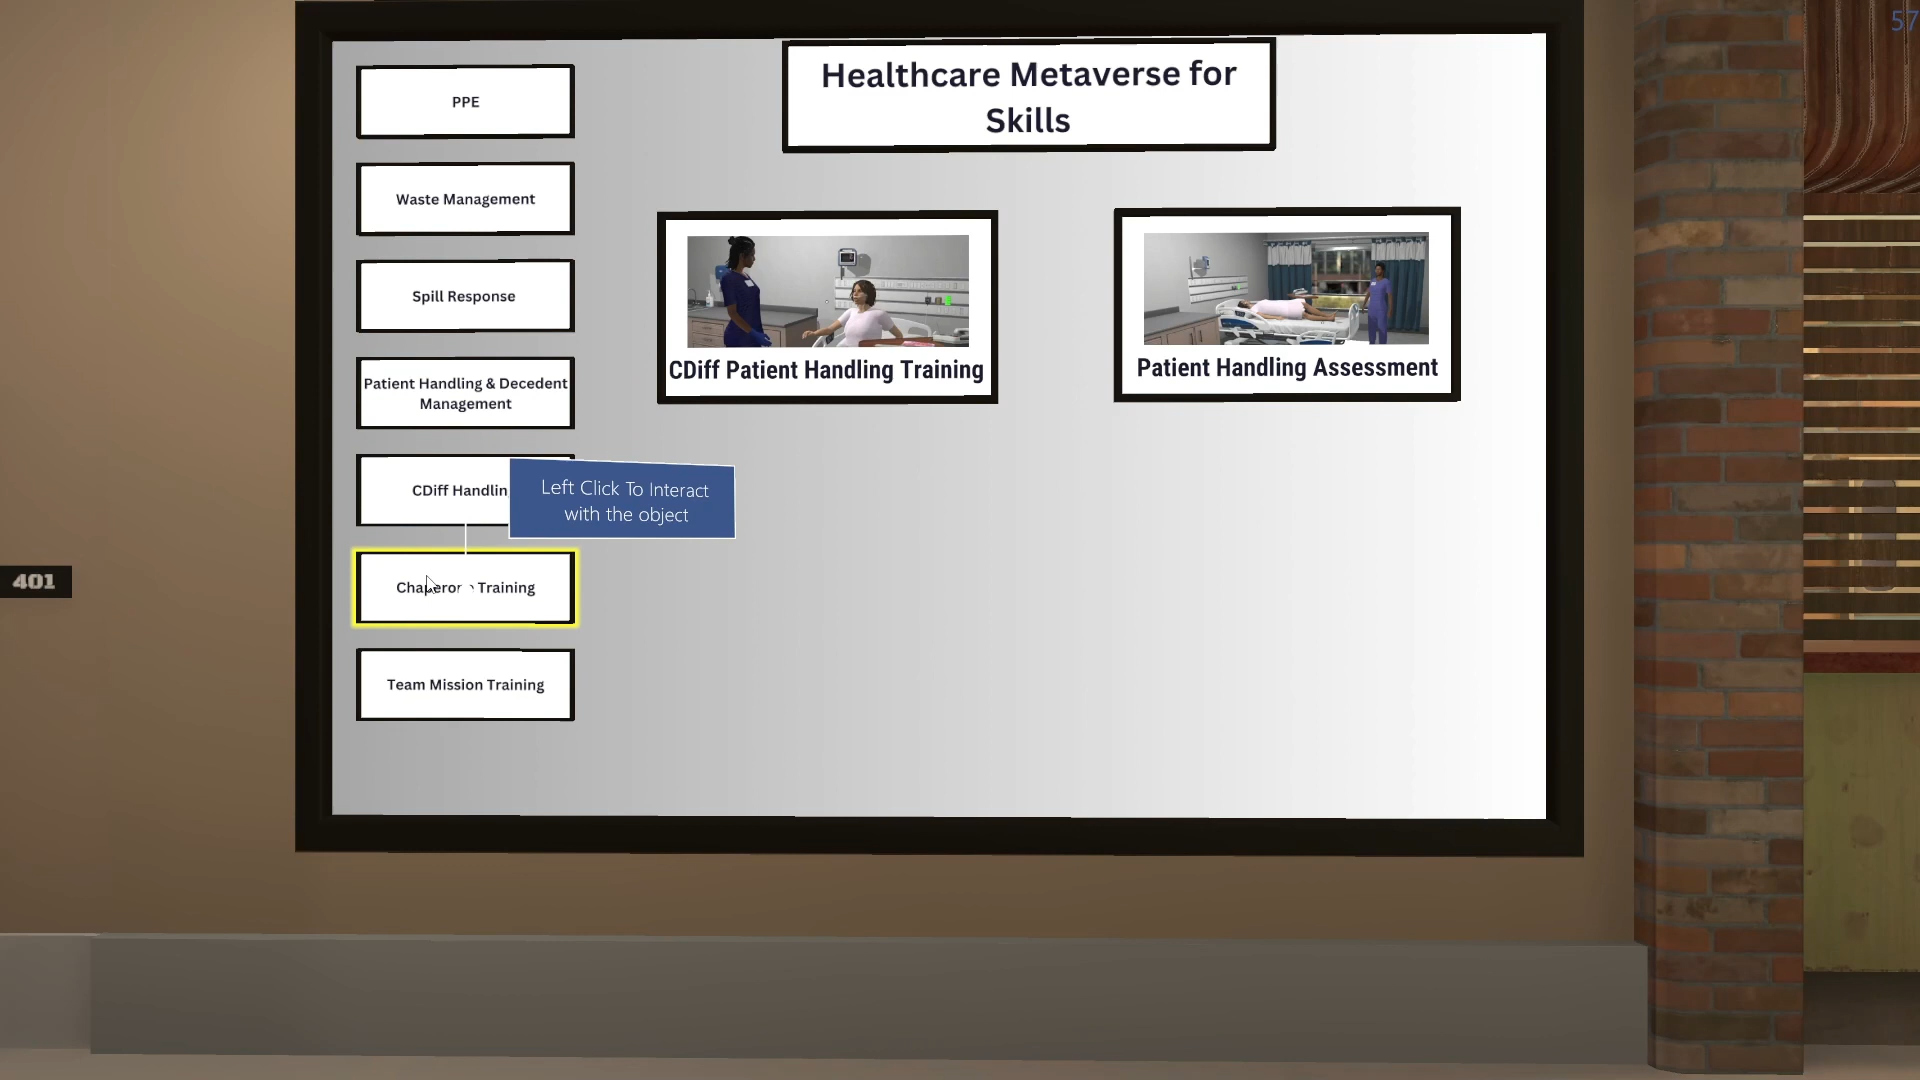 57
Healthcare Metaverse for
Skills
PPE
Waste Management
Spill Response
Patient Handling & Decedent
Management
CDiff Handlin
Left Click To Interact
with the object
Training
Team Mission Training
CDiff Patient Handling Training
Patient Handling Assessment
401